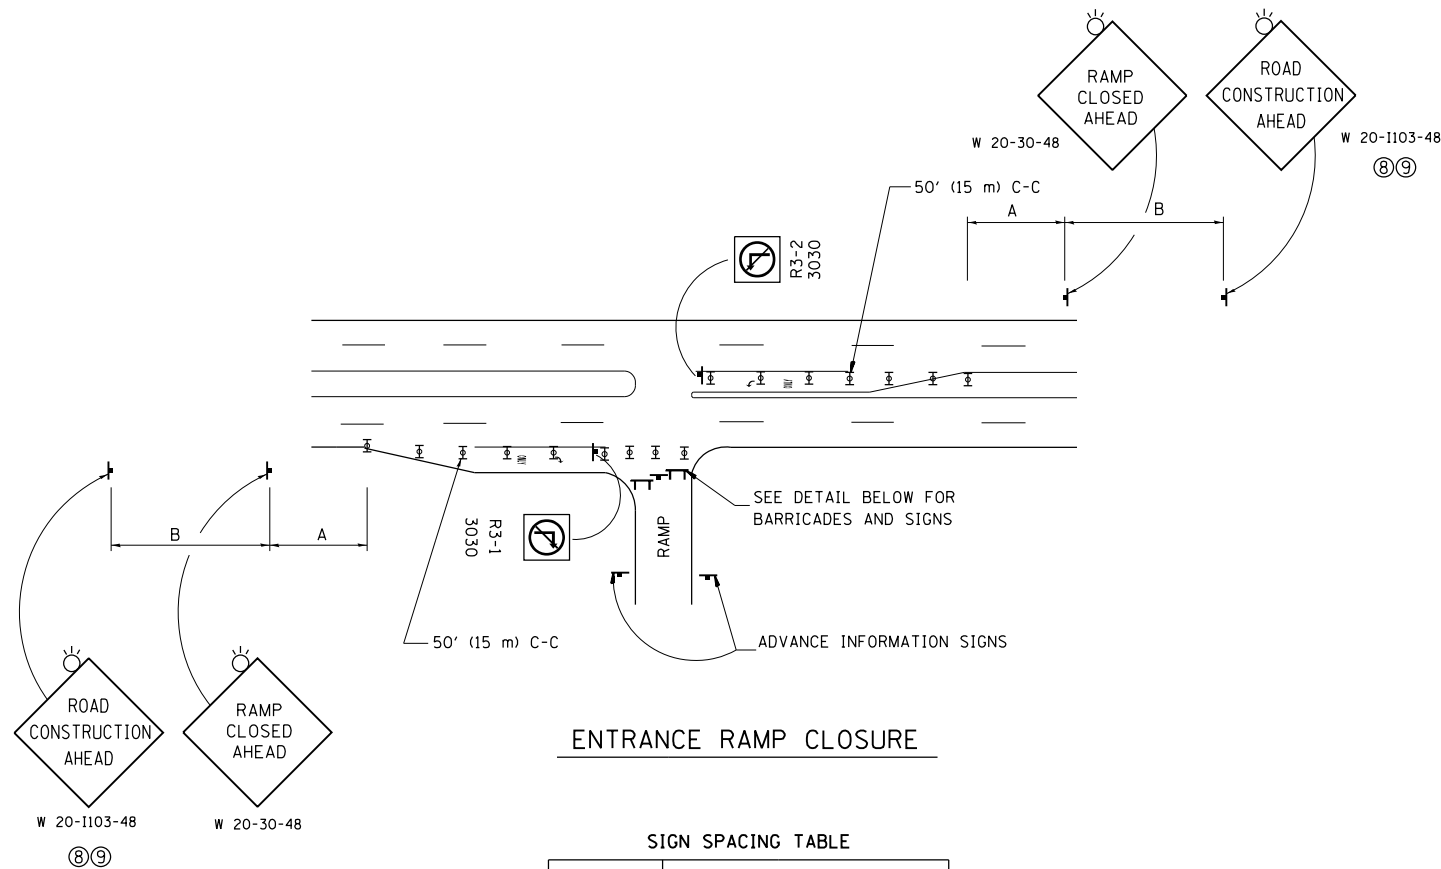 RAMP
CLOSED
AHEAD
ROAD
CONSTRUCTION
AHEAD
W 20-30-48
W 20-I103-48
⑧⑨
50' (15 m) C-C
A
B
R3-2
3030
ONLY
ONLY
R3-1
3030
RAMP
SEE DETAIL BELOW FOR
BARRICADES AND SIGNS
B
A
50' (15 m) C-C
ADVANCE INFORMATION SIGNS
ROAD
CONSTRUCTION
AHEAD
RAMP
CLOSED
AHEAD
W 20-I103-48
W 20-30-48
⑧⑨
ENTRANCE RAMP CLOSURE
SIGN SPACING TABLE